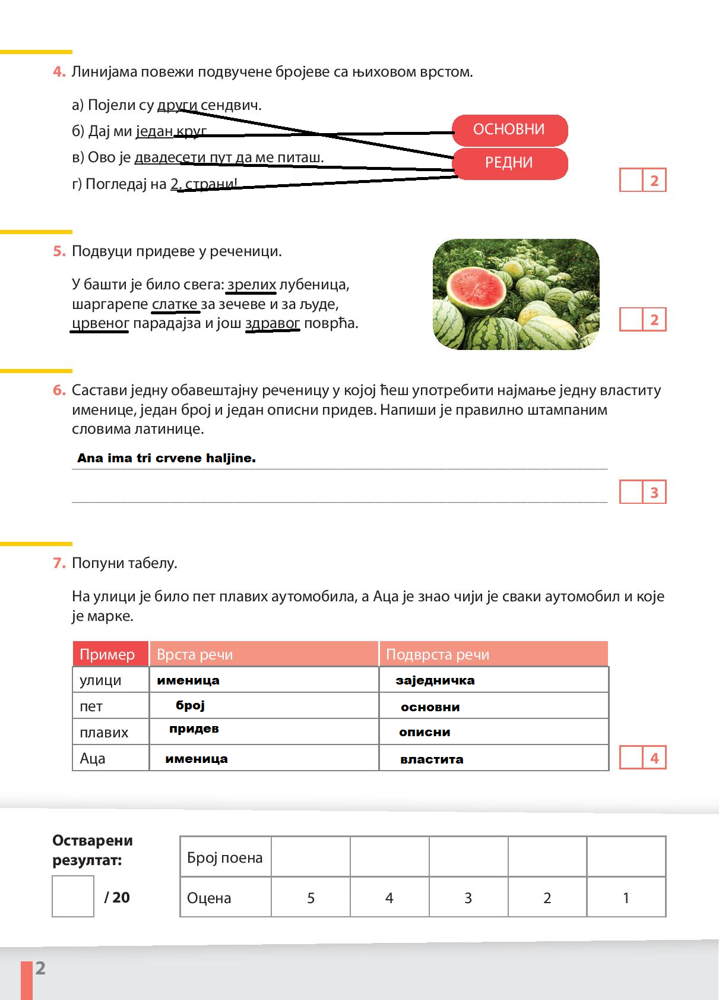 4. Линијама повежи подвучене бројеве са њиховом врстом.
а) Појели су други сендвич.
б) Дај ми један круг
ОСНОВНИ
в) Ово је двадесети пут да ме питаш.
РЕДНИ
г) Погледај на 2. страни!
2
5. Подвуци придеве у реченици.
У башти је било свега: зрелих лубеница,
шаргарепе слатке за зечеве и за људе,
црвеног парадајза и још здравог поврћа.
2
6. Састави једну обавештајну реченицу у којој ћеш употребити најмање једну властиту
именице, један број и један описни придев. Напиши је правилно штампаним
словима латинице.
Ana ima tri crvene haljine.
3
7. Попуни табелу.
На улици је било пет плавих аутомобила, а Аца је знао чији је сваки аутомобил и које
је марке.
Пример Врста речи Подврста речи
улици именица заједничка
пет број основни
плавих придев описни
Аца именица властита
4
Остварени
резултат:
/ 20
Број поена
Оцена 5 4 3 2 1
2